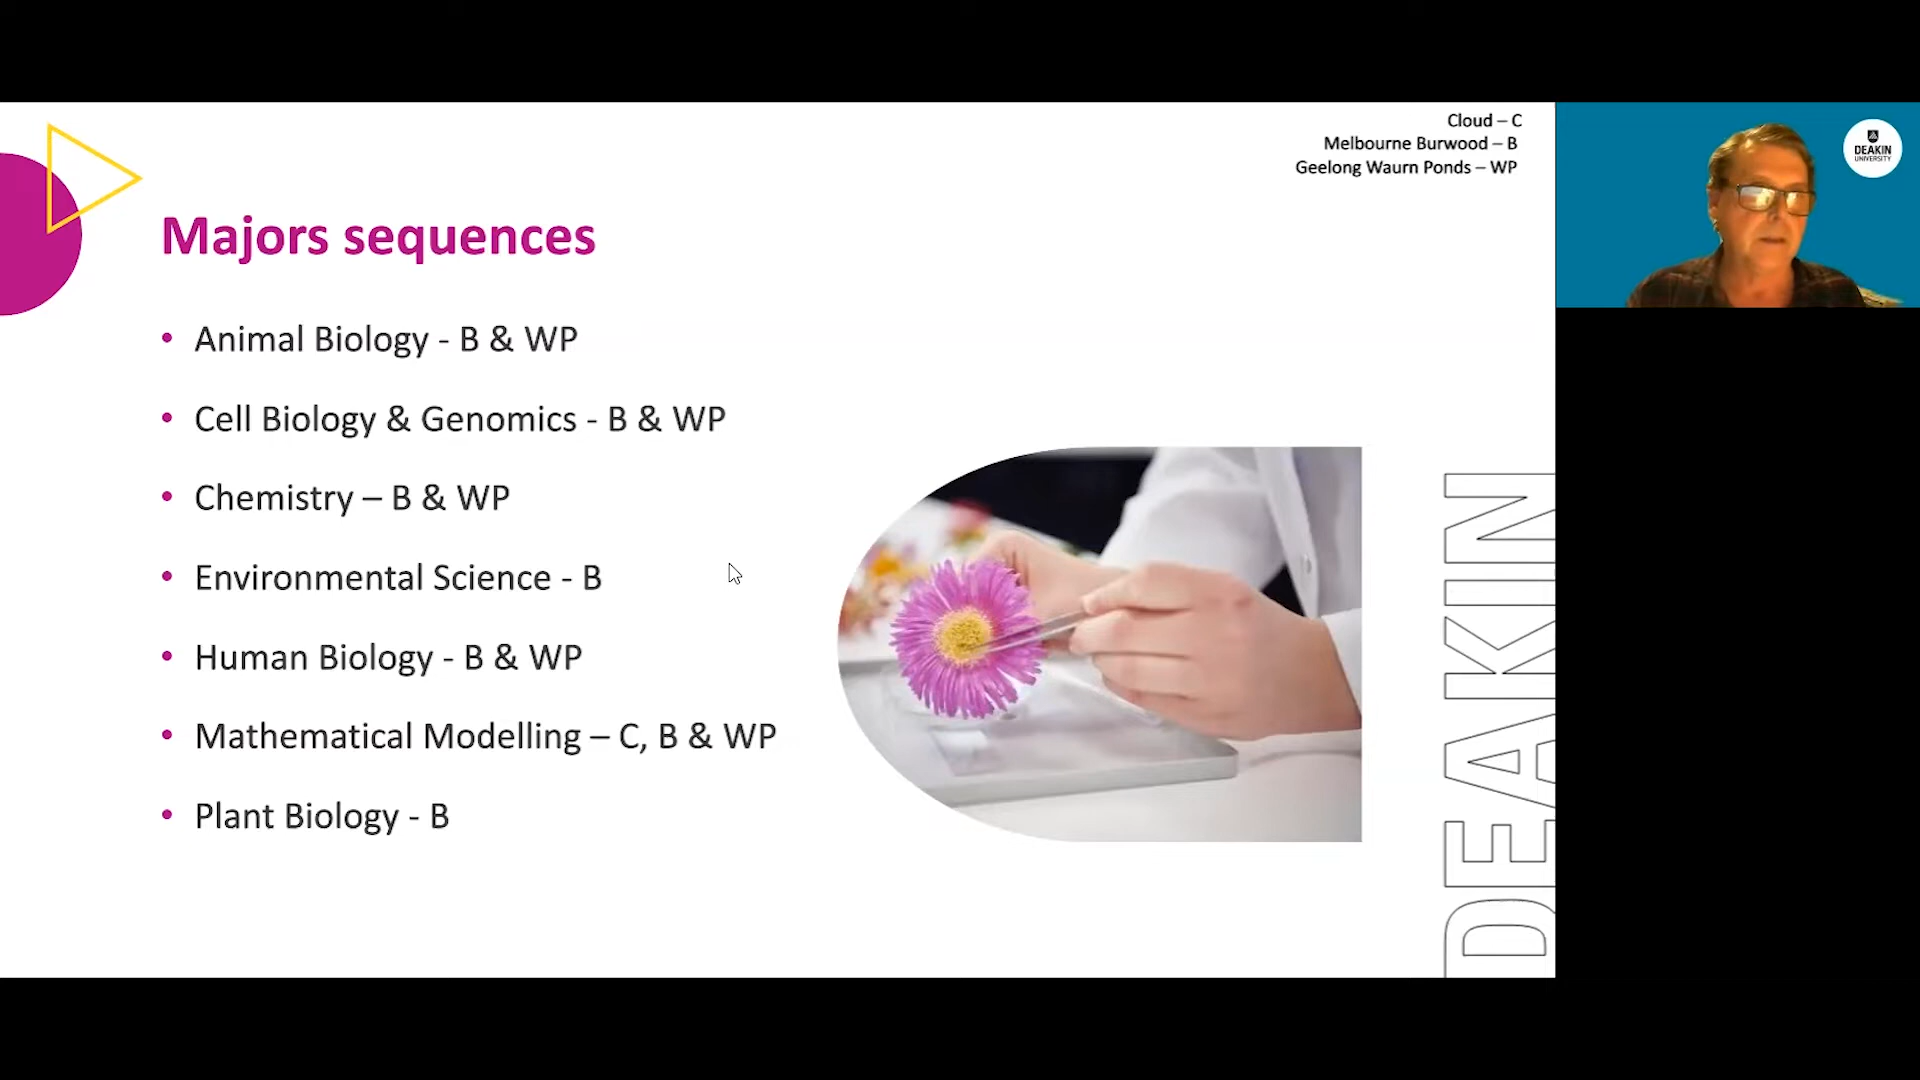 Cloud – C
Melbourne Burwood – B
Geelong Waurn Ponds – WP
DEAKIN
UNIVERSITY
Majors sequences
• Animal Biology - B & WP
• Cell Biology & Genomics - B & WP
• Chemistry – B & WP
• Environmental Science - B
• Human Biology - B & WP
• Mathematical Modelling – C, B & WP
• Plant Biology - B
DEAKIN